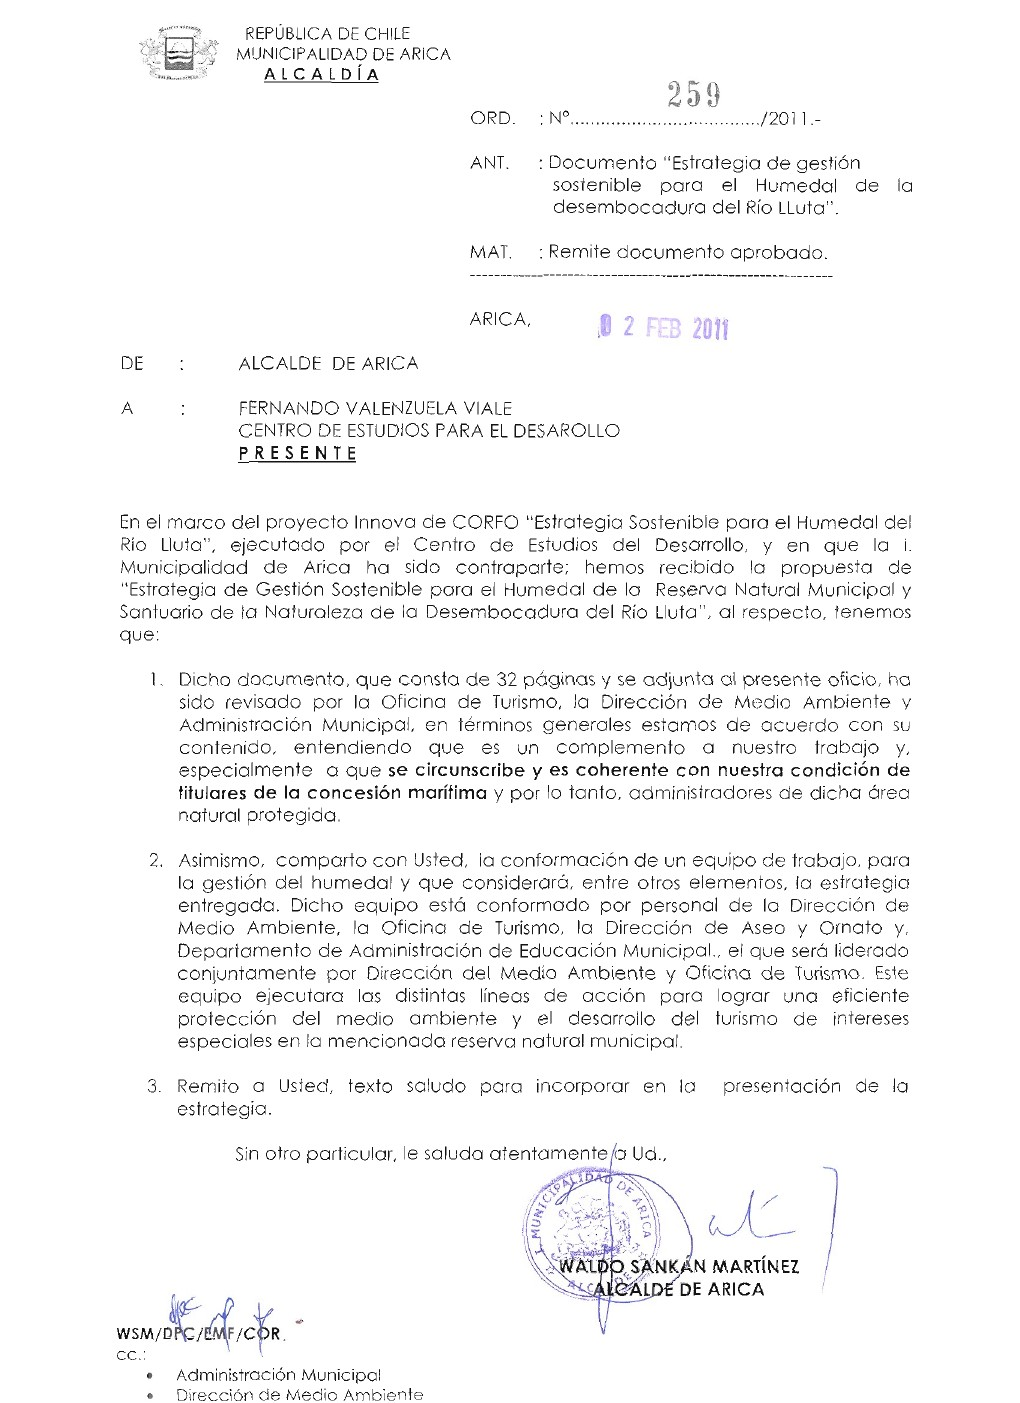 REPÚBLICA DE CHILE
MUNICIPALIDAD DE ARICA
ALCALDÍA
259
ORD. : Nº...................................../2011.-
ANT. : Documento "Estrategia de gestión
sostenible para el Humedal de la
desembocadura del Río LLuta".
MAT. : Remite documento aprobado.
ARICA, 02 FEB 2011
DE : ALCALDE DE ARICA
A : FERNANDO VALENZUELA VIALE
CENTRO DE ESTUDIOS PARA EL DESAROLLO
PRESENTE
En el marco del proyecto Innova de CORFO "Estrategia Sostenible para el Humedal del
Río Lluta", ejecutado por el Centro de Estudios del Desarrollo, y en que la i.
Municipalidad de Arica ha sido contraparte; hemos recibido la propuesta de
"Estrategia de Gestión Sostenible para el Humedal de la Reserva Natural Municipal y
Santuario de la Naturaleza de la Desembocadura del Río Lluta", al respecto, tenemos
que:
1. Dicho documento, que consta de 32 páginas y se adjunta al presente oficio, ha
sido revisado por la Oficina de Turismo, la Dirección de Medio Ambiente y
Administración Municipal, en términos generales estamos de acuerdo con su
contenido, entendiendo que es un complemento a nuestro trabajo y,
especialmente a que se circunscribe y es coherente con nuestra condición de
titulares de la concesión marítima y por lo tanto, administradores de dicha área
natural protegida.
2. Asimismo, comparto con Usted, la conformación de un equipo de trabajo, para
la gestión del humedal y que considerará, entre otros elementos, la estrategia
entregada. Dicho equipo está conformado por personal de la Dirección de
Medio Ambiente, la Oficina de Turismo, la Dirección de Aseo y Ornato y,
Departamento de Administración de Educación Municipal., el que será liderado
conjuntamente por Dirección del Medio Ambiente y Oficina de Turismo. Este
equipo ejecutara las distintas líneas de acción para lograr una eficiente
protección del medio ambiente y el desarrollo del turismo de intereses
especiales en la mencionada reserva natural municipal.
3. Remito a Usted, texto saludo para incorporar en la presentación de la
estrategia.
Sin otro particular, le saluda atentamente a Ud.,
I. MUNICIPALIDAD DE ARICA
ALCALDE
WALDO SANKÁN MARTÍNEZ
ALCALDE DE ARICA
WSM/DPC/EMF/COR.
cc.:
• Administración Municipal
• Dirección de Medio Ambiente